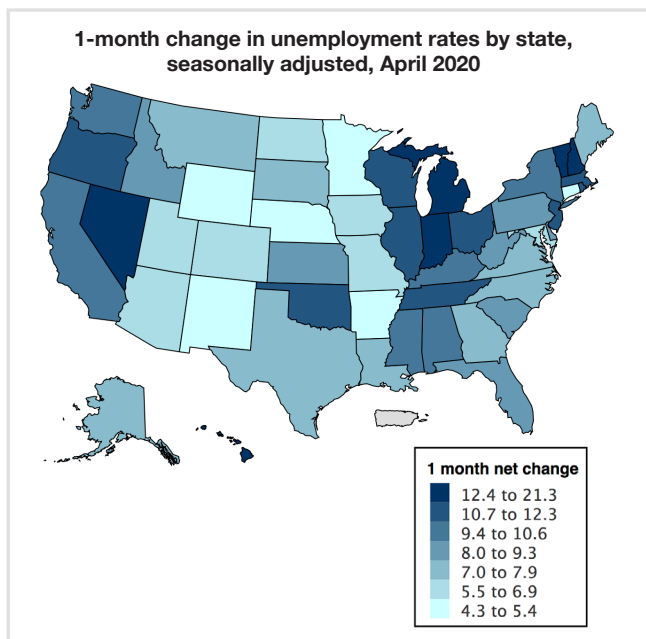 1-month change in unemployment rates by state,
seasonally adjusted, April 2020
1 month net change
12.4 to 21.3
10.7 to 12.3
9.4 to 10.6
8.0 to 9.3
7.0 to 7.9
5.5 to 6.9
4.3 to 5.4